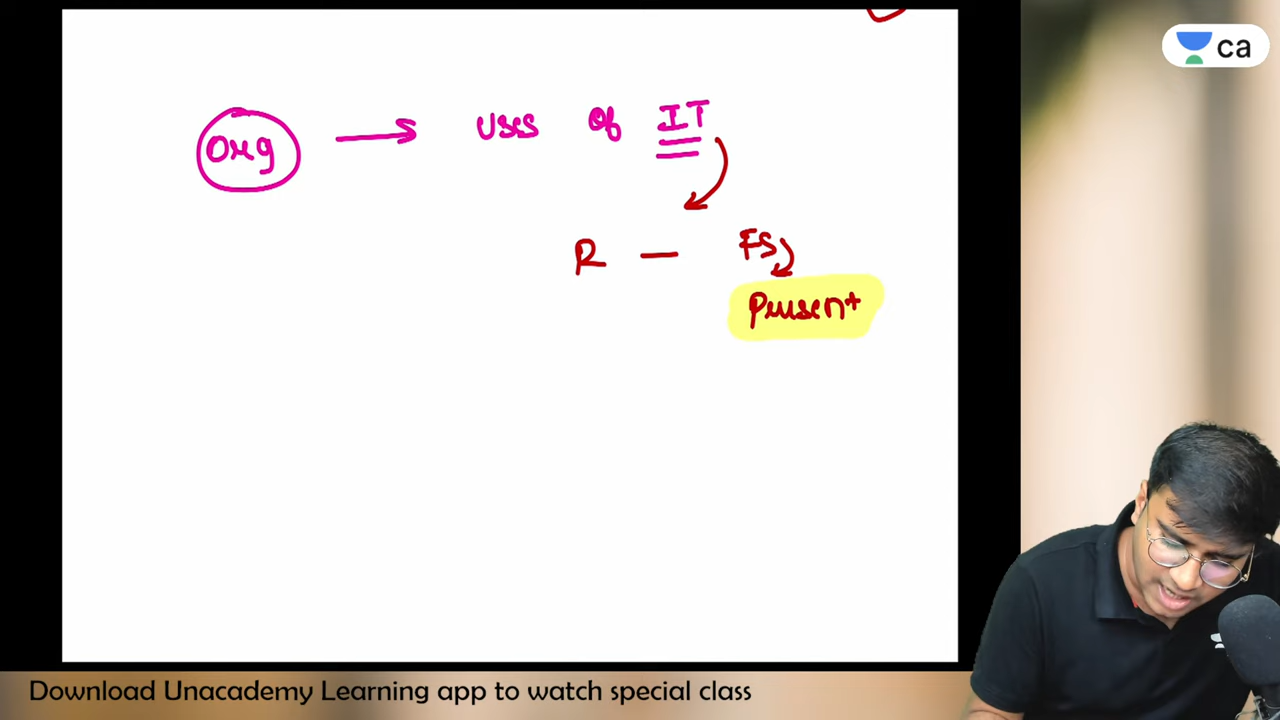 ca
Org → uses of IT
R — FS
Present
Download Unacademy Learning app to watch special class